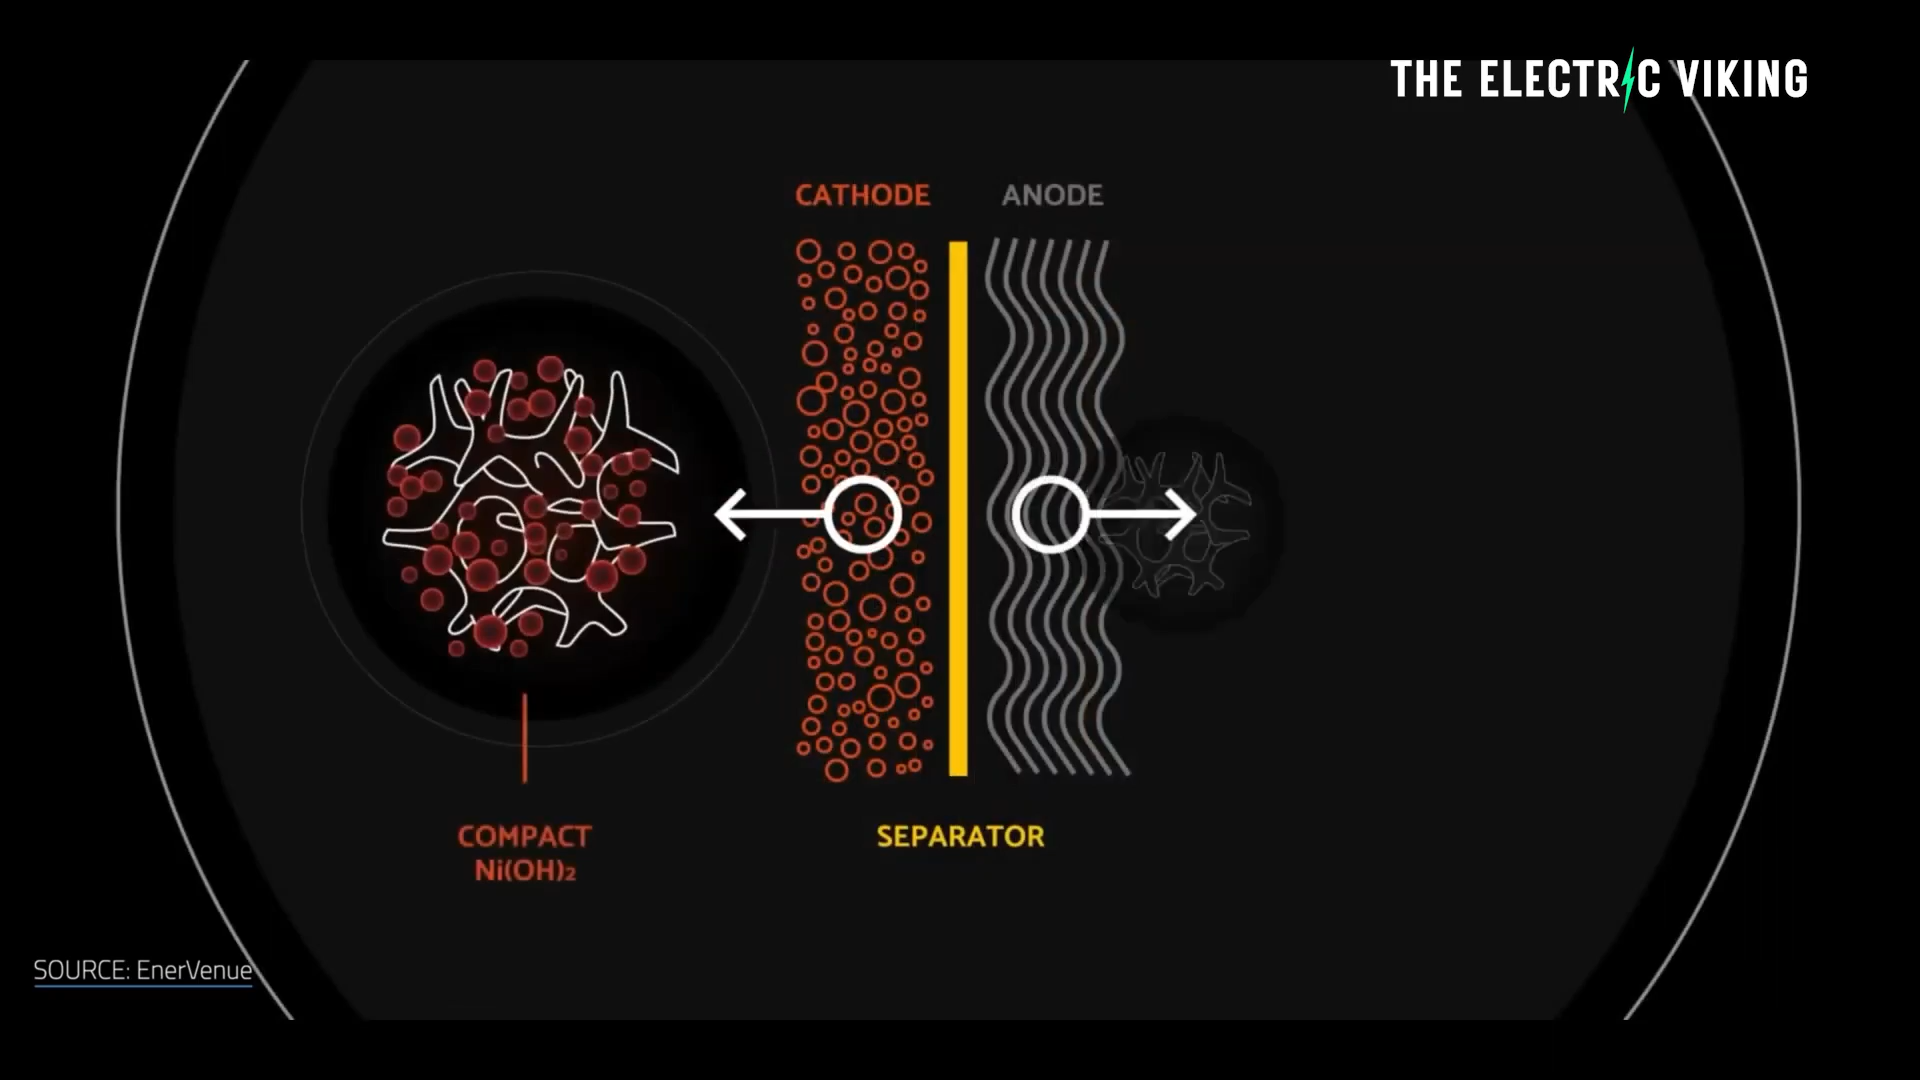 THE ELECTRIC VIKING
CATHODE
ANODE
COMPACT
Ni(OH)₂
SEPARATOR
SOURCE: EnerVenue